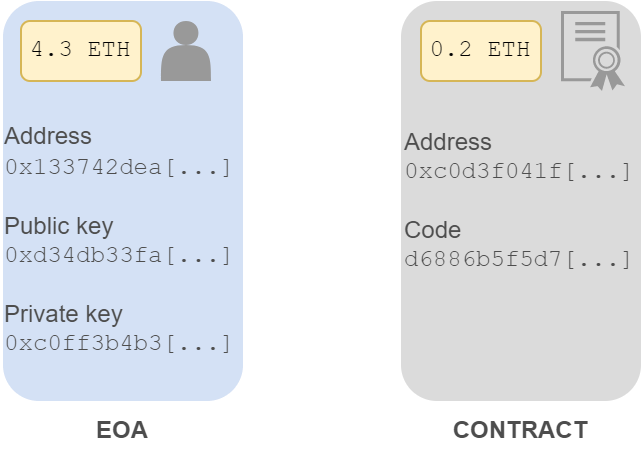 4.3 ETH
Address
0x133742dea[...]
Public key
0xd34db33fa[...]
Private key
0xc0ff3b4b3[...]
EOA
0.2 ETH
Address
0xc0d3f041f[...]
Code
d6886b5f5d7[...]
CONTRACT